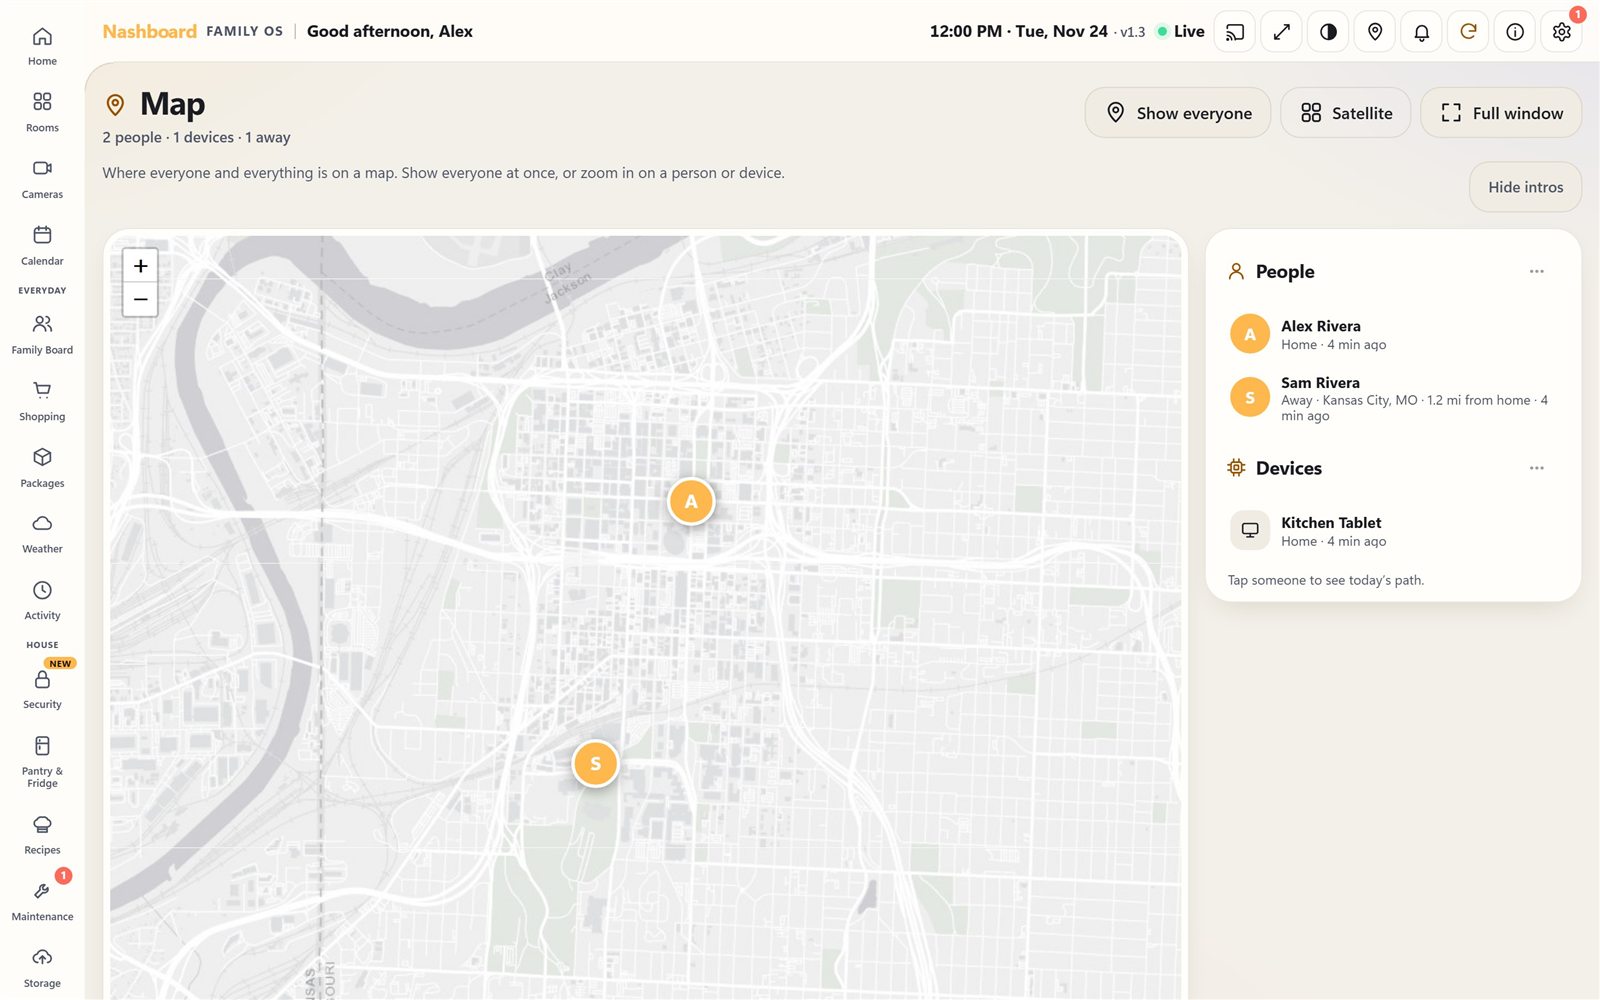 Nashboard FAMILY OS
Good afternoon, Alex
12:00 PM · Tue, Nov 24 · v1.3
Live
1
Home
Rooms
Cameras
Calendar
EVERYDAY
Family Board
Shopping
Packages
Weather
Activity
HOUSE
NEW
Security
Pantry &
Fridge
Recipes
1
Maintenance
Storage
Map
2 people · 1 devices · 1 away
Where everyone and everything is on a map. Show everyone at once, or zoom in on a person or device.
Show everyone
Satellite
Full window
Hide intros
+
−
Clay
Jackson
A
S
People
A
Alex Rivera
Home · 4 min ago
S
Sam Rivera
Away · Kansas City, MO · 1.2 mi from home · 4
min ago
Devices
Kitchen Tablet
Home · 4 min ago
Tap someone to see today’s path.